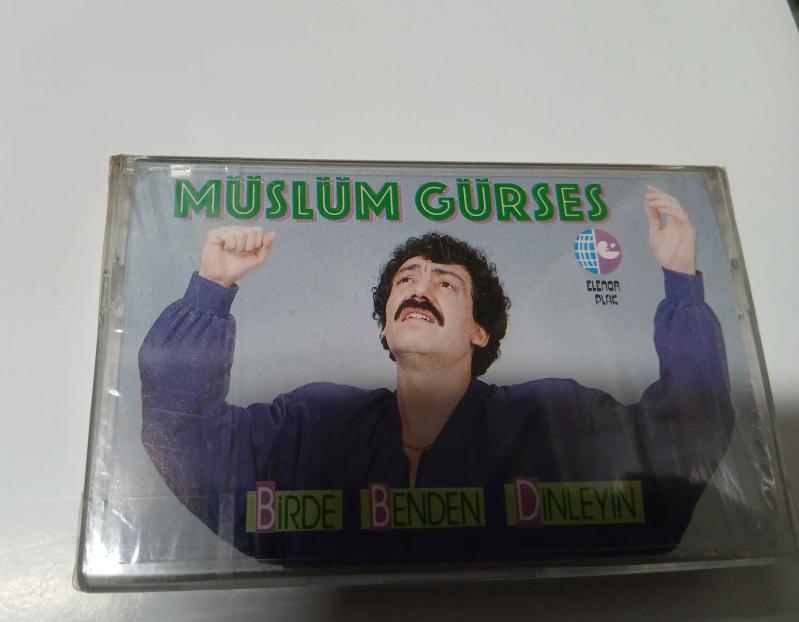 MÜSLÜM GÜRSES
ELENOR
PLAK
BİRDE BENDEN DİNLEYİN